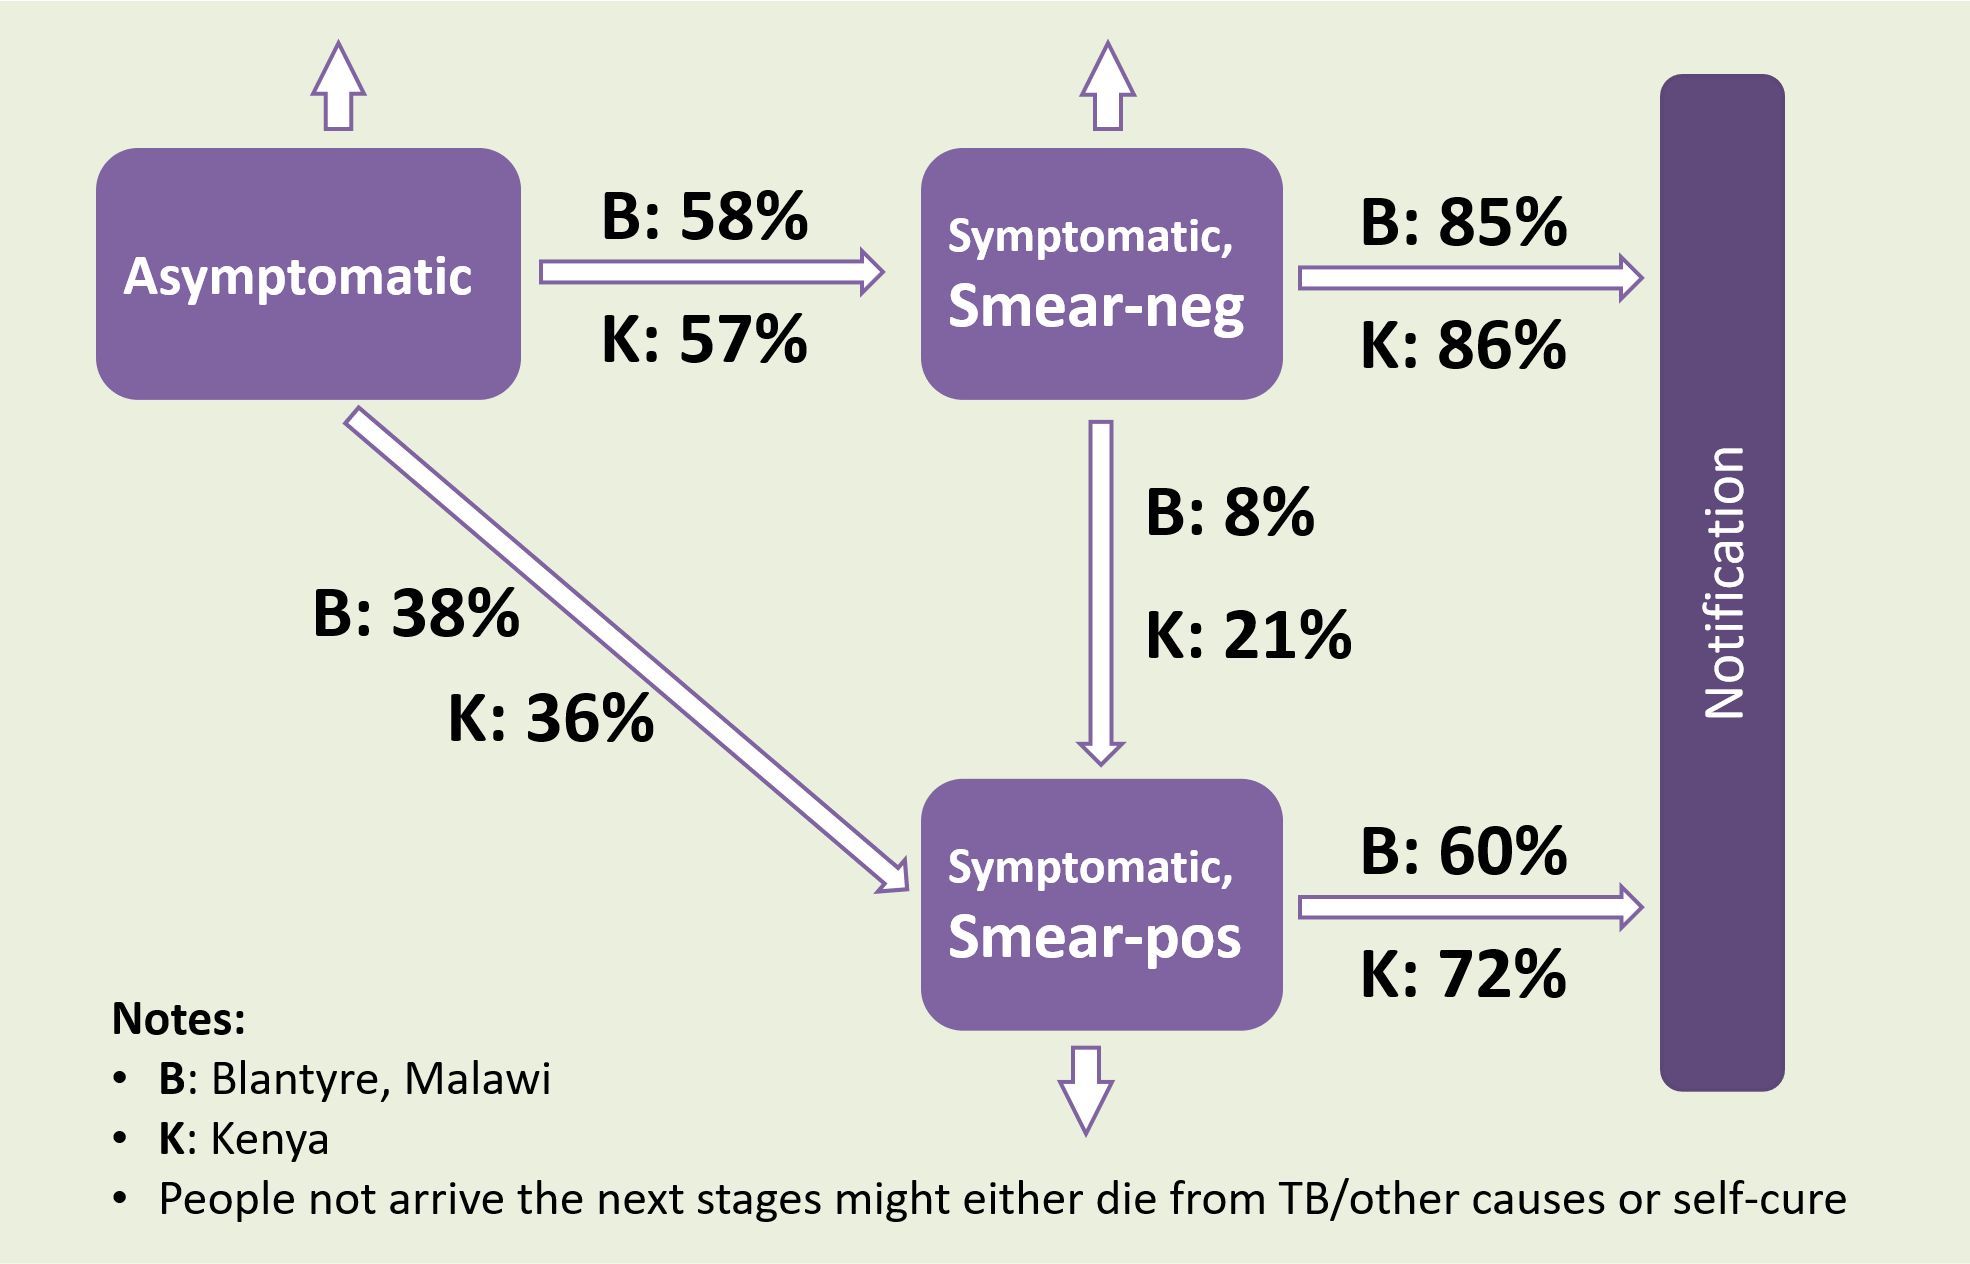 Asymptomatic
B: 58%
K: 57%
Symptomatic,
Smear-neg
B: 85%
K: 86%
B: 8%
K: 21%
B: 38%
K: 36%
Symptomatic,
Smear-pos
B: 60%
K: 72%
Notification
Notes:
• B: Blantyre, Malawi
• K: Kenya
• People not arrive the next stages might either die from TB/other causes or self-cure